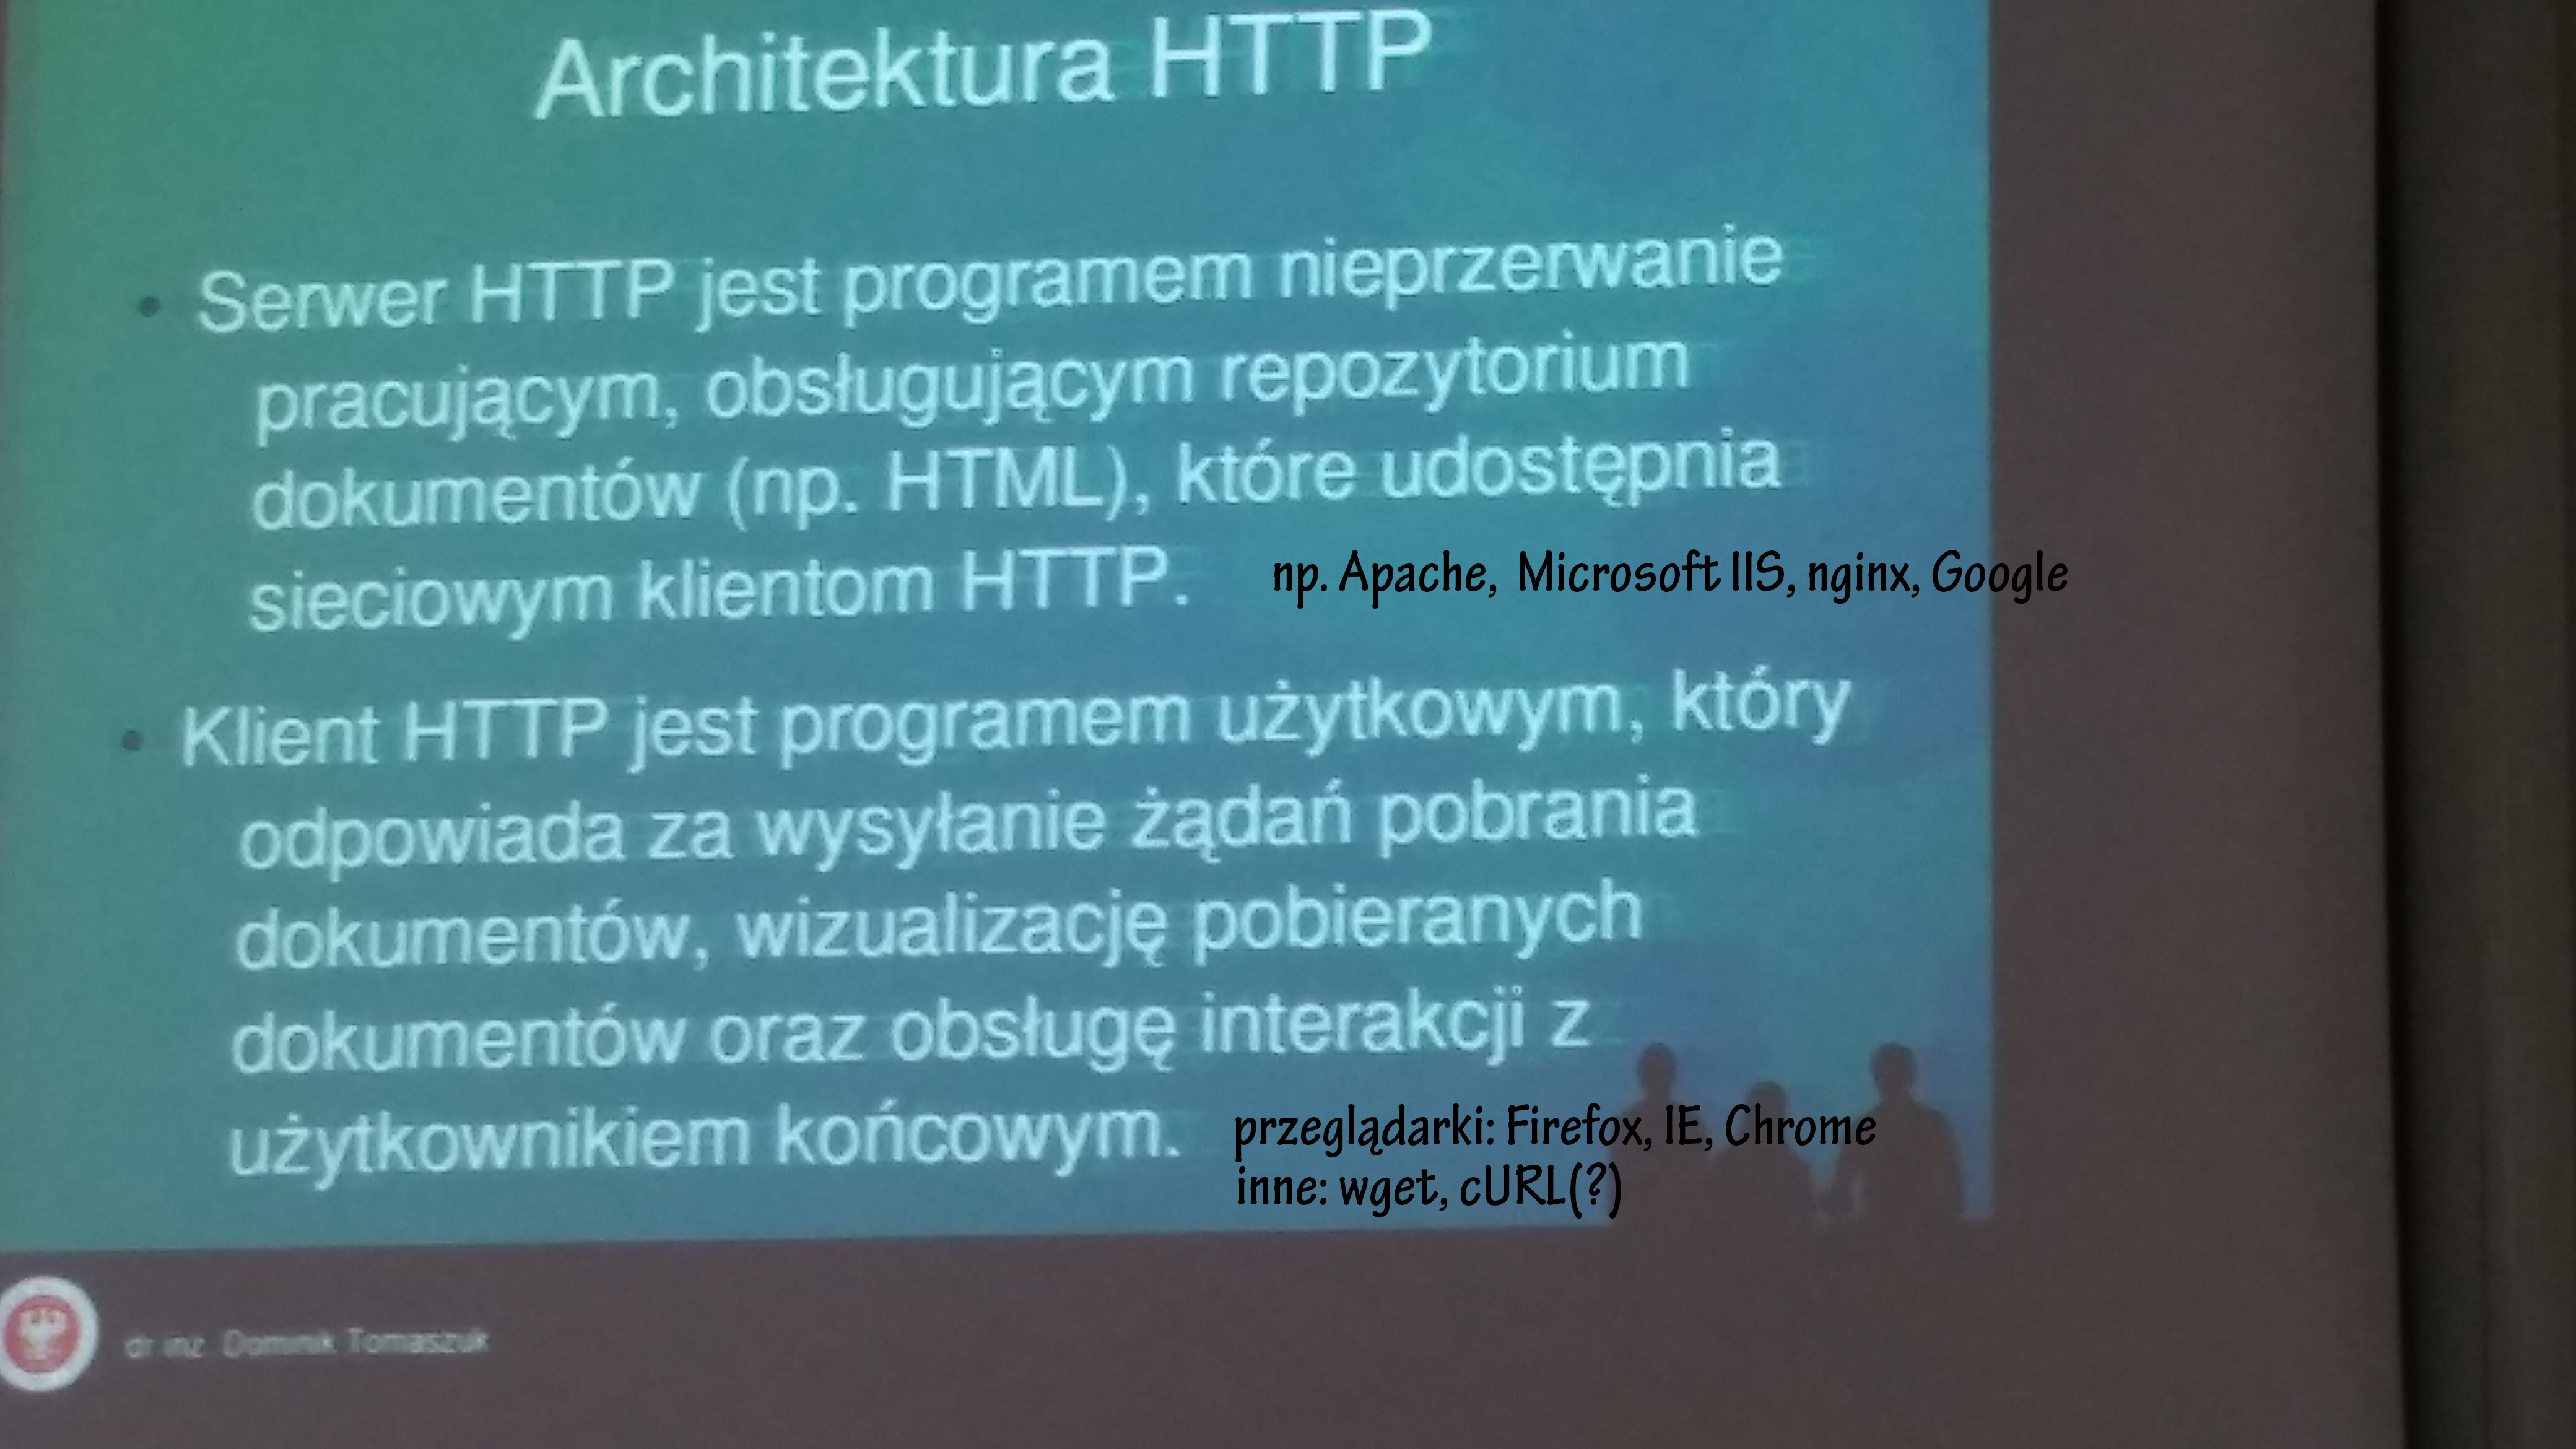 Architektura HTTP
• Serwer HTTP jest programem nieprzerwanie
pracującym, obsługującym repozytorium
dokumentów (np. HTML), które udostępnia
sieciowym klientom HTTP.
np. Apache, Microsoft IIS, nginx, Google
• Klient HTTP jest programem użytkowym, który
odpowiada za wysyłanie żądań pobrania
dokumentów, wizualizację pobieranych
dokumentów oraz obsługę interakcji z
użytkownikiem końcowym.
przeglądarki: Firefox, IE, Chrome
inne: wget, cURL(?)
dr inż. Dominik Tomaszuk